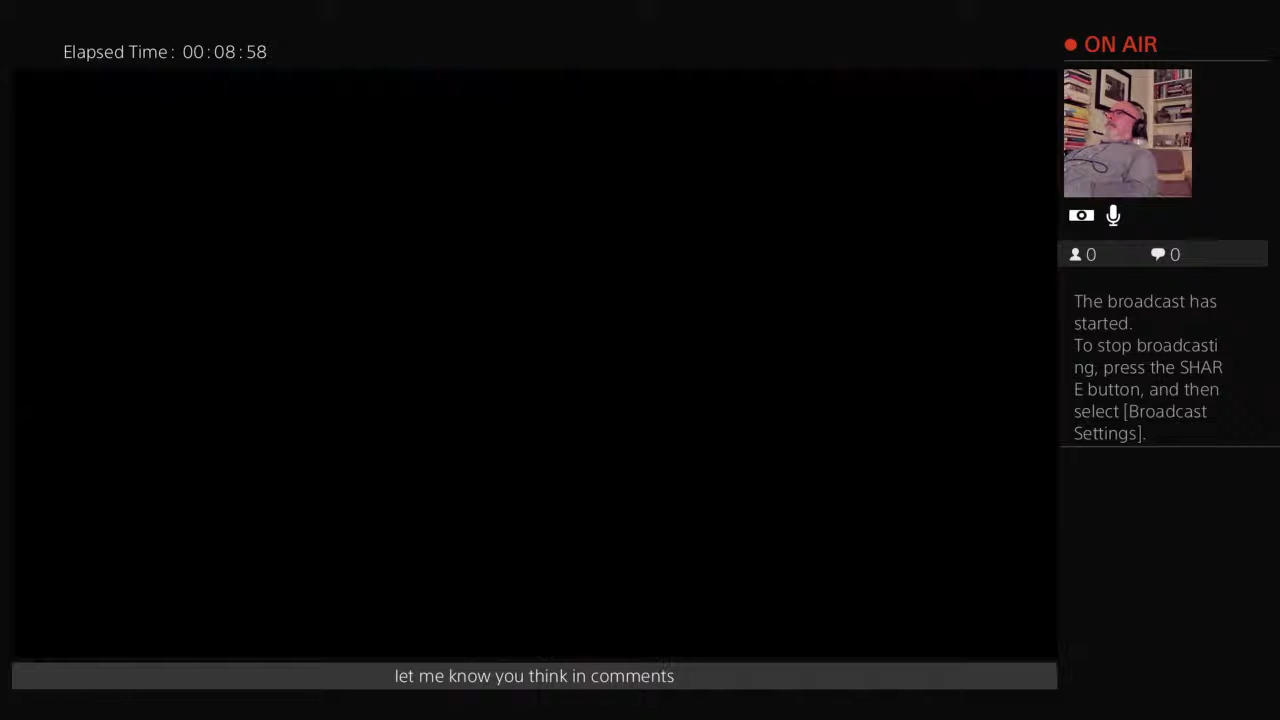 Elapsed Time: 00:08:58
ON AIR
0 0
The broadcast has
started.
To stop broadcasti
ng, press the SHAR
E button, and then
select [Broadcast
Settings].
let me know you think in comments